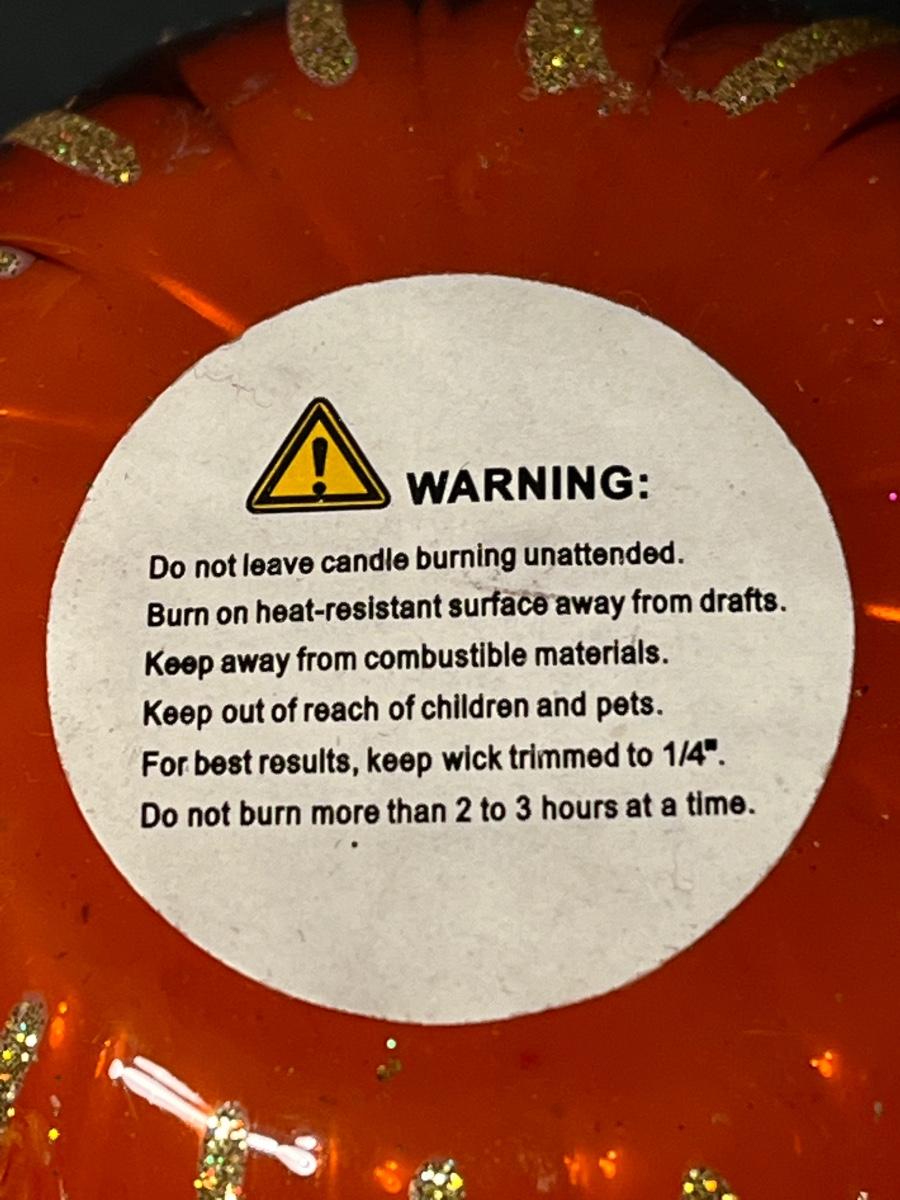 WARNING:
Do not leave candle burning unattended.
Burn on heat-resistant surface away from drafts.
Keep away from combustible materials.
Keep out of reach of children and pets.
For best results, keep wick trimmed to 1/4".
Do not burn more than 2 to 3 hours at a time.